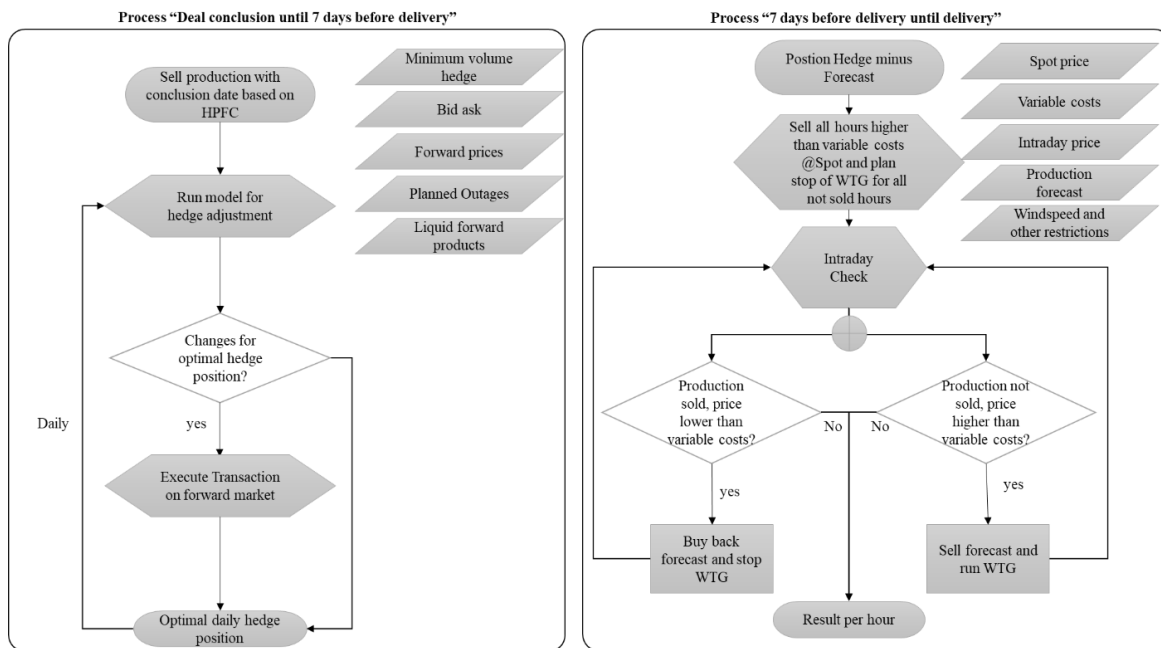 Process “Deal conclusion until 7 days before delivery”
Sell production with
conclusion date based on
HPFC
Minimum volume
hedge
Bid ask
Forward prices
Planned Outages
Liquid forward
products
Run model for
hedge adjustment
Changes for
optimal hedge
position?
Daily
yes
Execute Transaction
on forward market
Optimal daily hedge
position
Process “7 days before delivery until delivery”
Postion Hedge minus
Forecast
Spot price
Variable costs
Intraday price
Production
forecast
Windspeed and
other restrictions
Sell all hours higher
than variable costs
@Spot and plan
stop of WTG for all
not sold hours
Intraday
Check
Production
sold, price
lower than
variable costs?
Production not
sold, price
higher than
variable costs?
No
No
yes
yes
Buy back
forecast and stop
WTG
Sell forecast and
run WTG
Result per hour